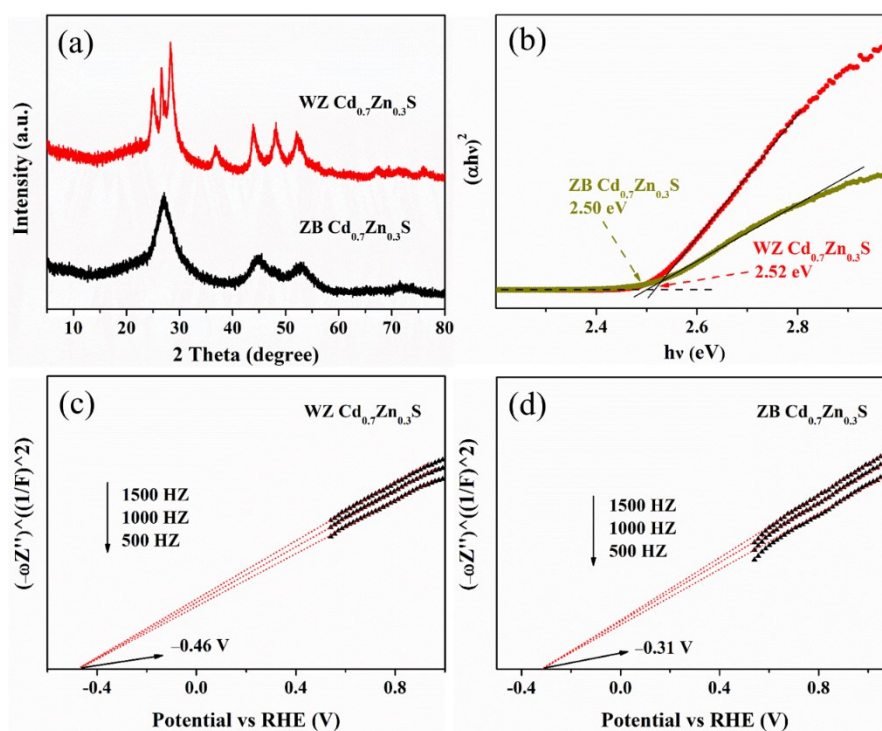 (a)
WZ Cd₀.₇Zn₀.₃S
ZB Cd₀.₇Zn₀.₃S
Intensity (a.u.)
10 20 30 40 50 60 70 80
2 Theta (degree)
(b)
ZB Cd₀.₇Zn₀.₃S
2.50 eV
WZ Cd₀.₇Zn₀.₃S
2.52 eV
(αhν)²
2.4 2.6 2.8
hν (eV)
(c)
WZ Cd₀.₇Zn₀.₃S
1500 HZ
1000 HZ
500 HZ
−0.46 V
(−ωZ'')^((1/F)^2)
-0.4 0.0 0.4 0.8
Potential vs RHE (V)
(d)
ZB Cd₀.₇Zn₀.₃S
1500 HZ
1000 HZ
500 HZ
−0.31 V
(−ωZ'')^((1/F)^2)
-0.4 0.0 0.4 0.8
Potential vs RHE (V)